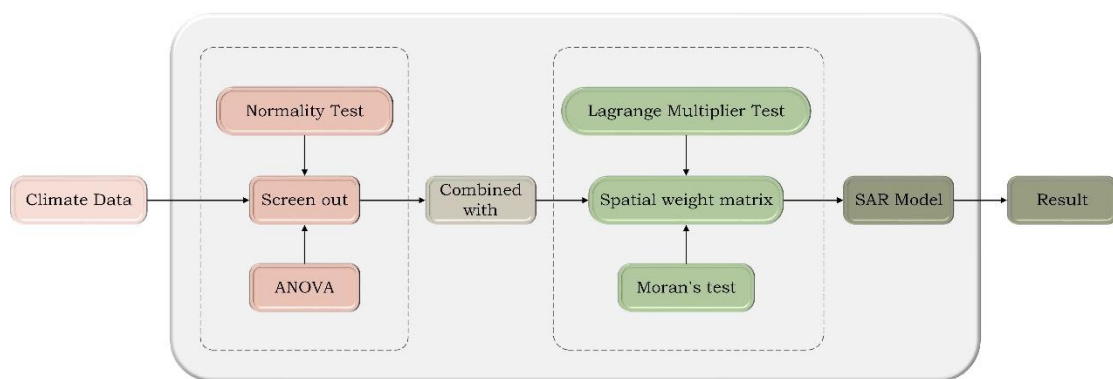 Normality Test
Lagrange Multiplier Test
Climate Data
Screen out
Combined
with
Spatial weight matrix
SAR Model
Result
ANOVA
Moran's test